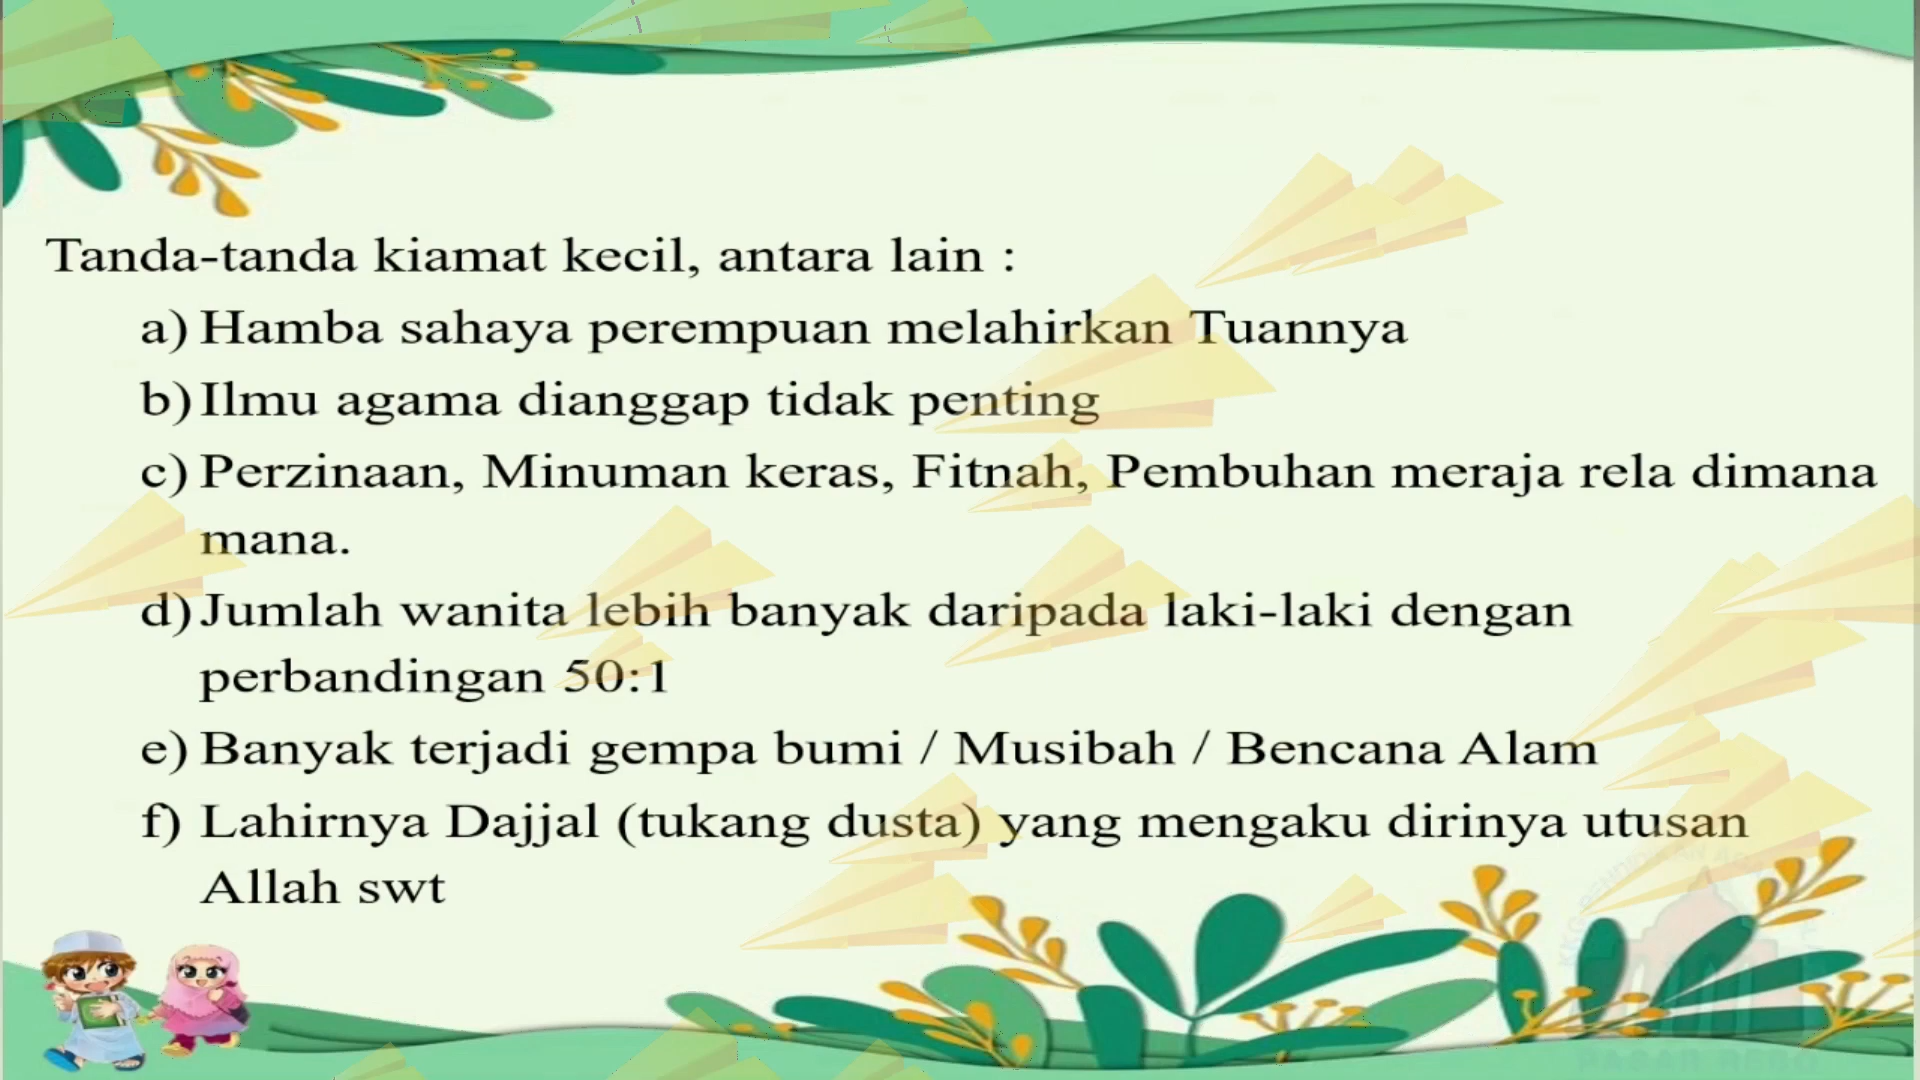 Tanda-tanda kiamat kecil, antara lain :
a) Hamba sahaya perempuan melahirkan Tuannya
b) Ilmu agama dianggap tidak penting
c) Perzinaan, Minuman keras, Fitnah, Pembuhan meraja rela dimana
mana.
d) Jumlah wanita lebih banyak daripada laki-laki dengan
perbandingan 50:1
e) Banyak terjadi gempa bumi / Musibah / Bencana Alam
f) Lahirnya Dajjal (tukang dusta) yang mengaku dirinya utusan
Allah swt
PASAR REBO